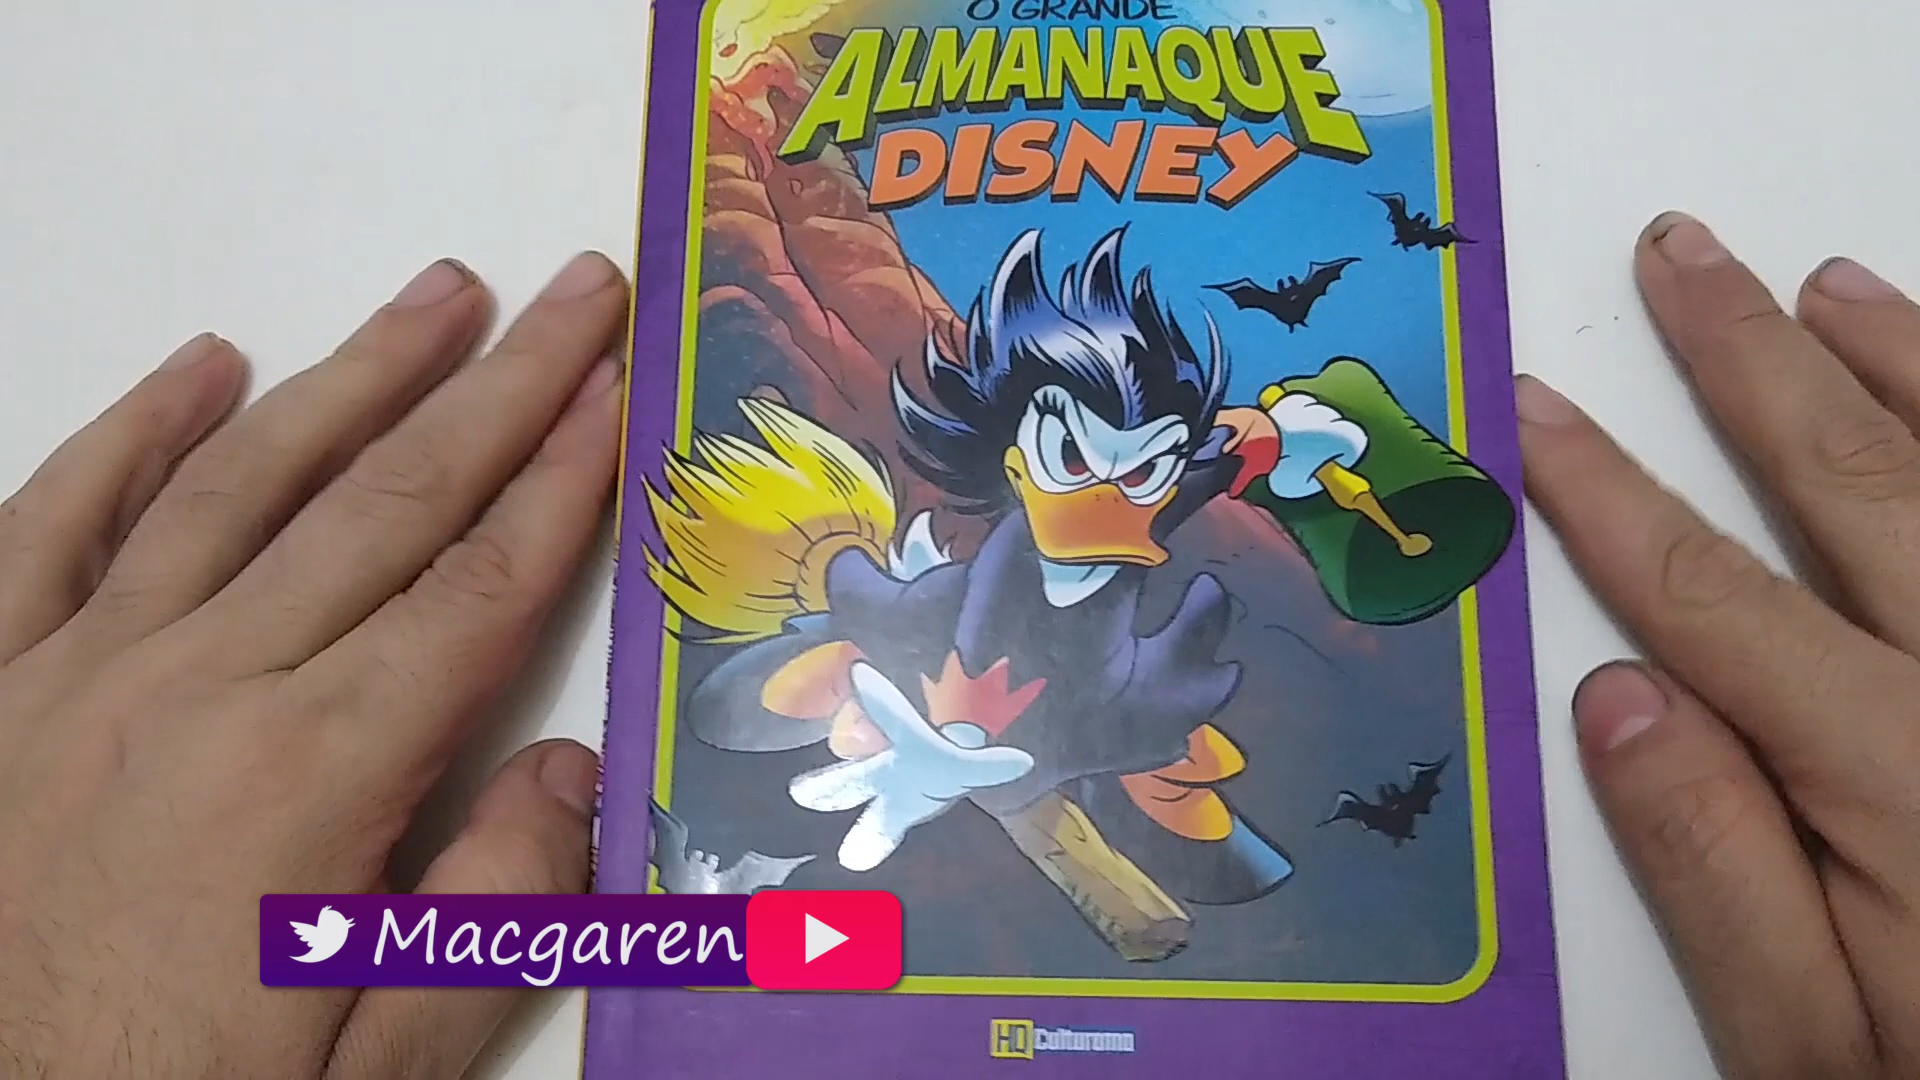 O GRANDE
ALMANAQUE
DISNEY
Macgaren
HQ Culturama